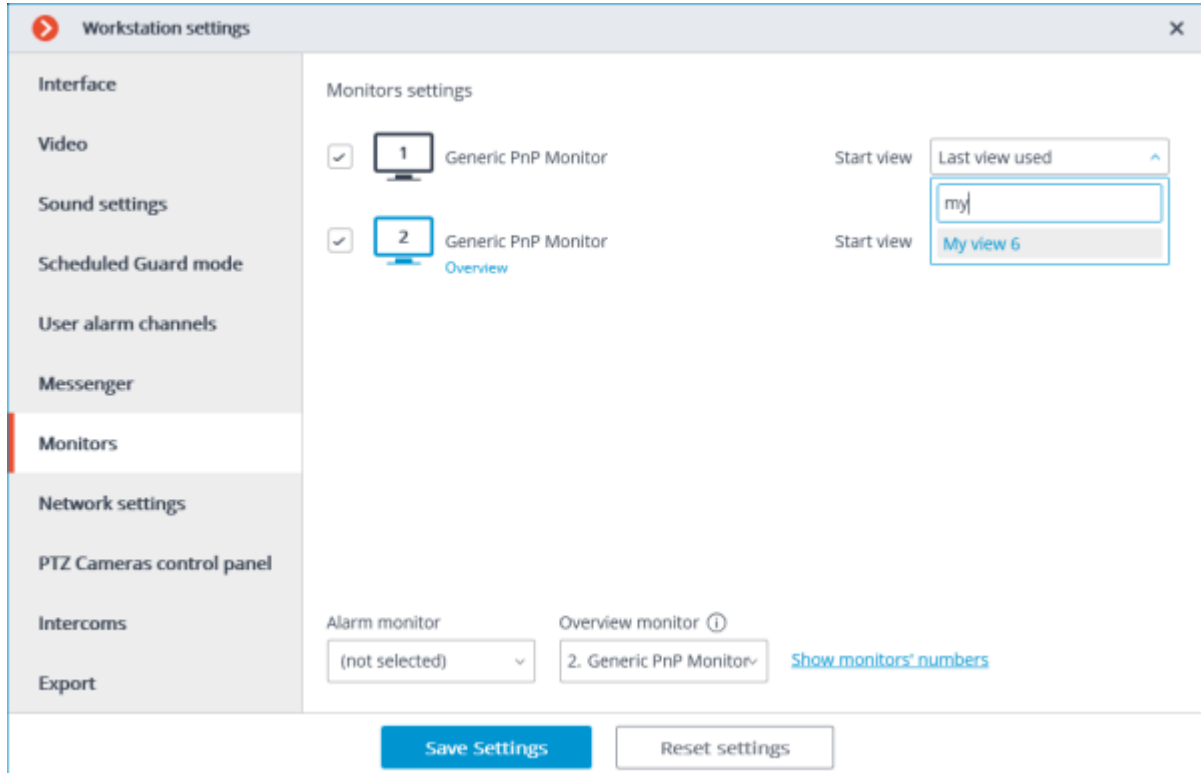 Workstation settings
Interface
Video
Sound settings
Scheduled Guard mode
User alarm channels
Messenger
Monitors
Network settings
PTZ Cameras control panel
Intercoms
Export
Monitors settings
1 Generic PnP Monitor Start view Last view used
my
My view 6
2 Generic PnP Monitor Start view
Overview
Alarm monitor Overview monitor
(not selected) 2. Generic PnP Monitor Show monitors' numbers
Save Settings Reset settings